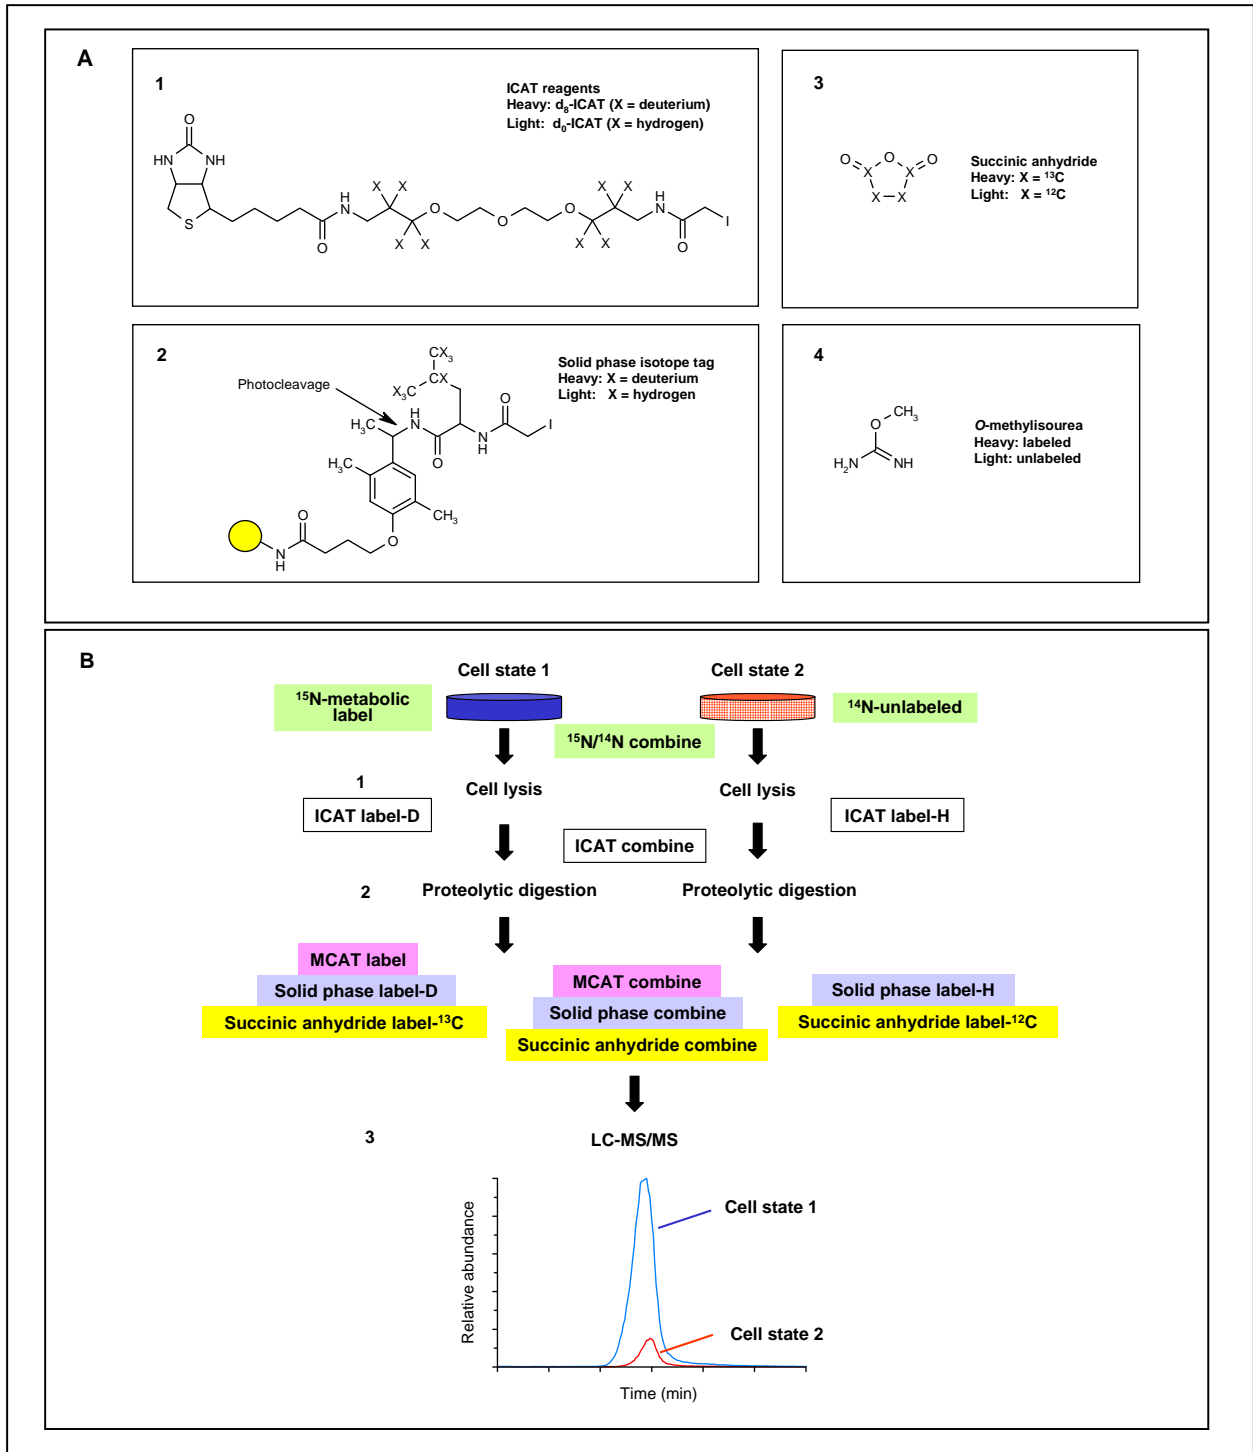 A
1
ICAT reagents
Heavy: d₈-ICAT (X = deuterium)
Light: d₀-ICAT (X = hydrogen)
O
HN NH
S
O
H
N
X X
X X
O
O
O
X X
X X
H
N
O
I
3
O O O
X X
X X
Succinic anhydride
Heavy: X = ¹³C
Light: X = ¹²C
2
Photocleavage
CX₃
X₃C CX
Solid phase isotope tag
Heavy: X = deuterium
Light: X = hydrogen
H₃C
H
N
O
N
H
O
I
H₃C
CH₃
O
O
N
H
4
CH₃
O
H₂N NH
O-methylisourea
Heavy: labeled
Light: unlabeled
B
Cell state 1
Cell state 2
¹⁵N-metabolic
label
¹⁴N-unlabeled
¹⁵N/¹⁴N combine
1
Cell lysis
Cell lysis
ICAT label-D
ICAT label-H
ICAT combine
2
Proteolytic digestion
Proteolytic digestion
MCAT label
Solid phase label-D
Succinic anhydride label-¹³C
MCAT combine
Solid phase combine
Succinic anhydride combine
Solid phase label-H
Succinic anhydride label-¹²C
3
LC-MS/MS
Relative abundance
Cell state 1
Cell state 2
Time (min)